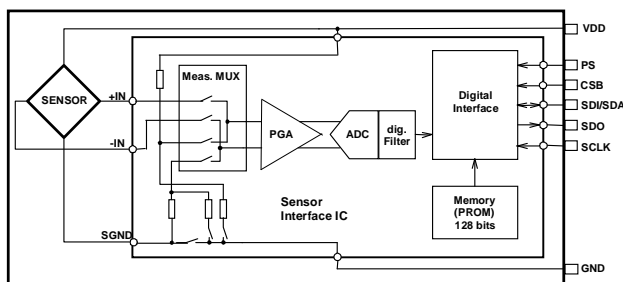 VDD
Meas. MUX
PS
SENSOR
+IN
Digital
Interface
CSB
SDI/SDA
PGA
ADC
dig.
Filter
SDO
-IN
SCLK
Sensor
Interface IC
Memory
(PROM)
128 bits
SGND
GND